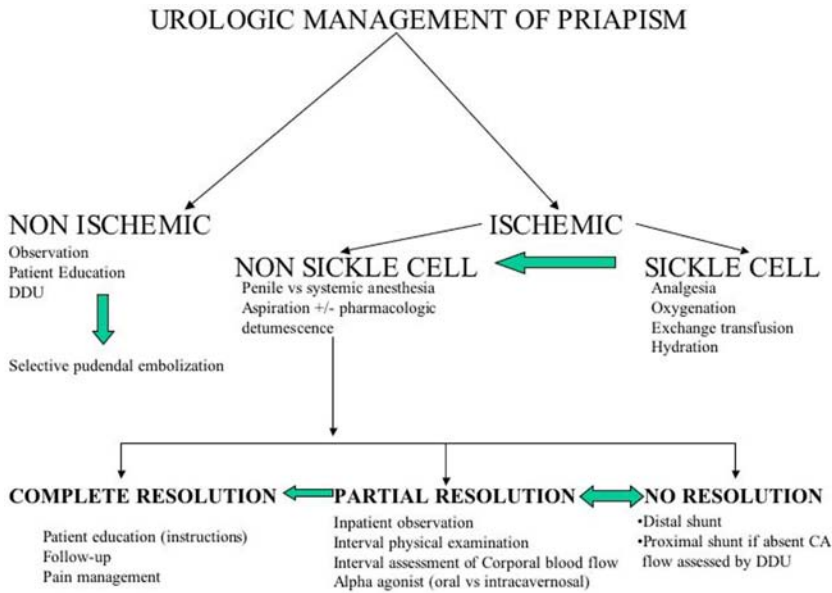 UROLOGIC MANAGEMENT OF PRIAPISM
NON ISCHEMIC
Observation
Patient Education
DDU
Selective pudendal embolization
ISCHEMIC
NON SICKLE CELL
Penile vs systemic anesthesia
Aspiration +/- pharmacologic
detumescence
SICKLE CELL
Analgesia
Oxygenation
Exchange transfusion
Hydration
COMPLETE RESOLUTION
Patient education (instructions)
Follow-up
Pain management
PARTIAL RESOLUTION
Inpatient observation
Interval physical examination
Interval assessment of Corporal blood flow
Alpha agonist (oral vs intracavernosal)
NO RESOLUTION
•Distal shunt
•Proximal shunt if absent CA
flow assessed by DDU